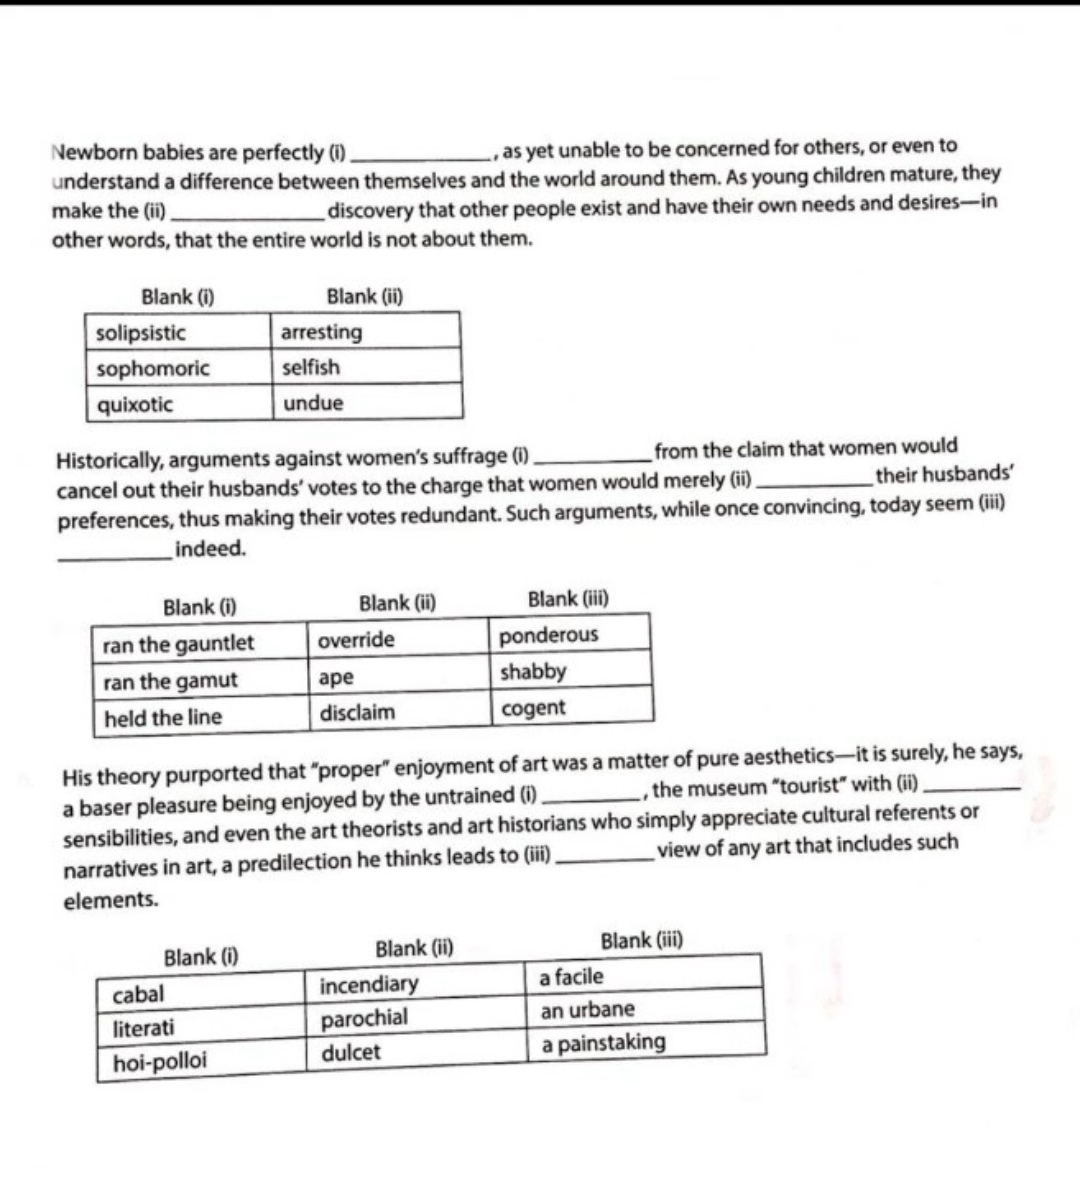 Newborn babies are perfectly (i) ____________, as yet unable to be concerned for others, or even to
understand a difference between themselves and the world around them. As young children mature, they
make the (ii) ____________ discovery that other people exist and have their own needs and desires—in
other words, that the entire world is not about them.
Blank (i) Blank (ii)
solipsistic arresting
sophomoric selfish
quixotic undue
Historically, arguments against women's suffrage (i) __________ from the claim that women would
cancel out their husbands' votes to the charge that women would merely (ii) __________ their husbands'
preferences, thus making their votes redundant. Such arguments, while once convincing, today seem (iii)
__________ indeed.
Blank (i) Blank (ii) Blank (iii)
ran the gauntlet override ponderous
ran the gamut ape shabby
held the line disclaim cogent
His theory purported that "proper" enjoyment of art was a matter of pure aesthetics—it is surely, he says,
a baser pleasure being enjoyed by the untrained (i) ________, the museum "tourist" with (ii) ________
sensibilities, and even the art theorists and art historians who simply appreciate cultural referents or
narratives in art, a predilection he thinks leads to (iii) ________ view of any art that includes such
elements.
Blank (i) Blank (ii) Blank (iii)
cabal incendiary a facile
literati parochial an urbane
hoi-polloi dulcet a painstaking